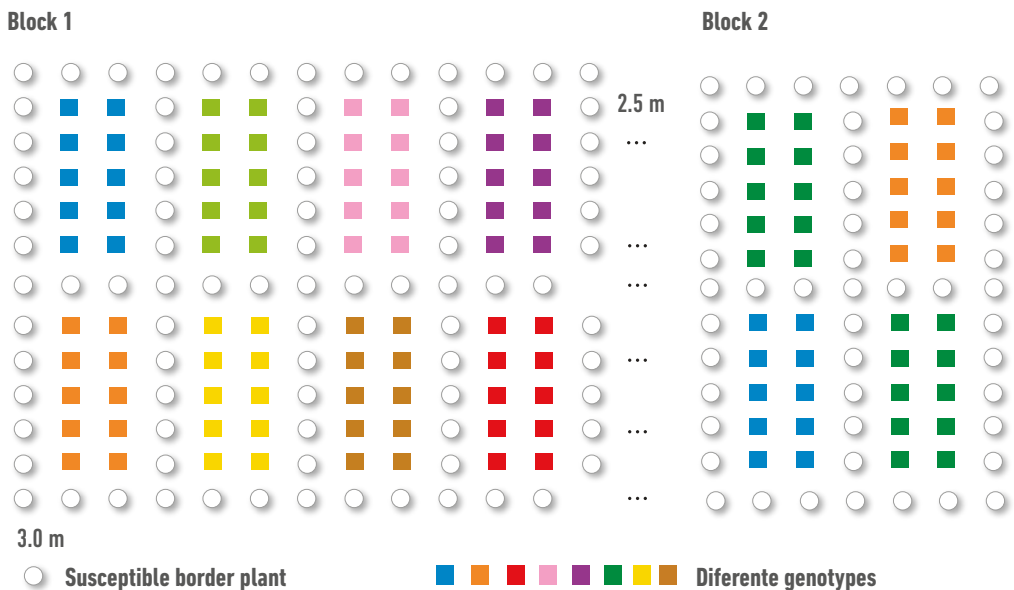 Block 1
Block 2
2.5 m
...
...
...
...
...
...
3.0 m
Susceptible border plant
Diferente genotypes